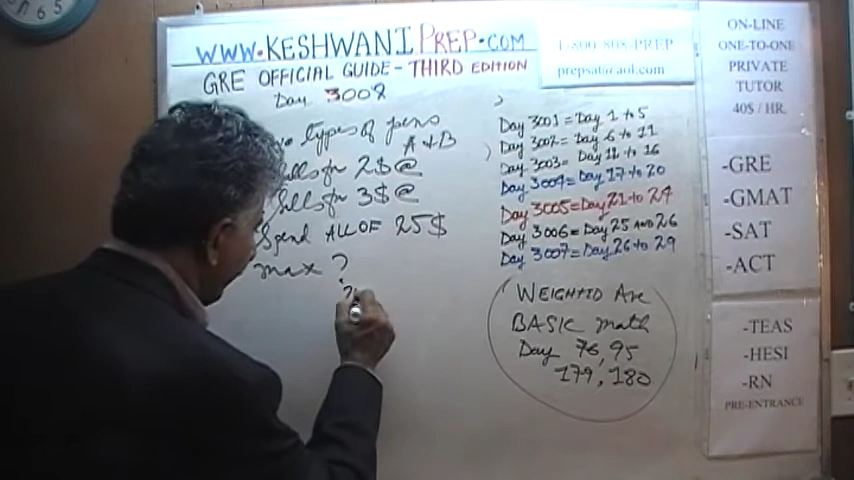 WWW.KESHWANIPREP.COM
GRE OFFICIAL GUIDE - THIRD EDITION
Day 3008
types of pens
A & B
Sells for 2$ @
Sells for 3$ @
Spend ALL OF 25$
max ?
1-800-808-PREP
prepsat@aol.com
Day 3001 = Day 1 to 5
Day 3002 = Day 6 to 11
Day 3003 = Day 12 to 16
Day 3004 = Day 17 to 20
Day 3005 = Day 21 to 24
Day 3006 = Day 25 AND 26
Day 3007 = Day 26 to 29
WEIGHTED Ave
BASIC math
Day 76, 95
179, 180
ON-LINE
ONE-TO-ONE
PRIVATE
TUTOR
40$ / HR.
-GRE
-GMAT
-SAT
-ACT
-TEAS
-HESI
-RN
PRE-ENTRANCE